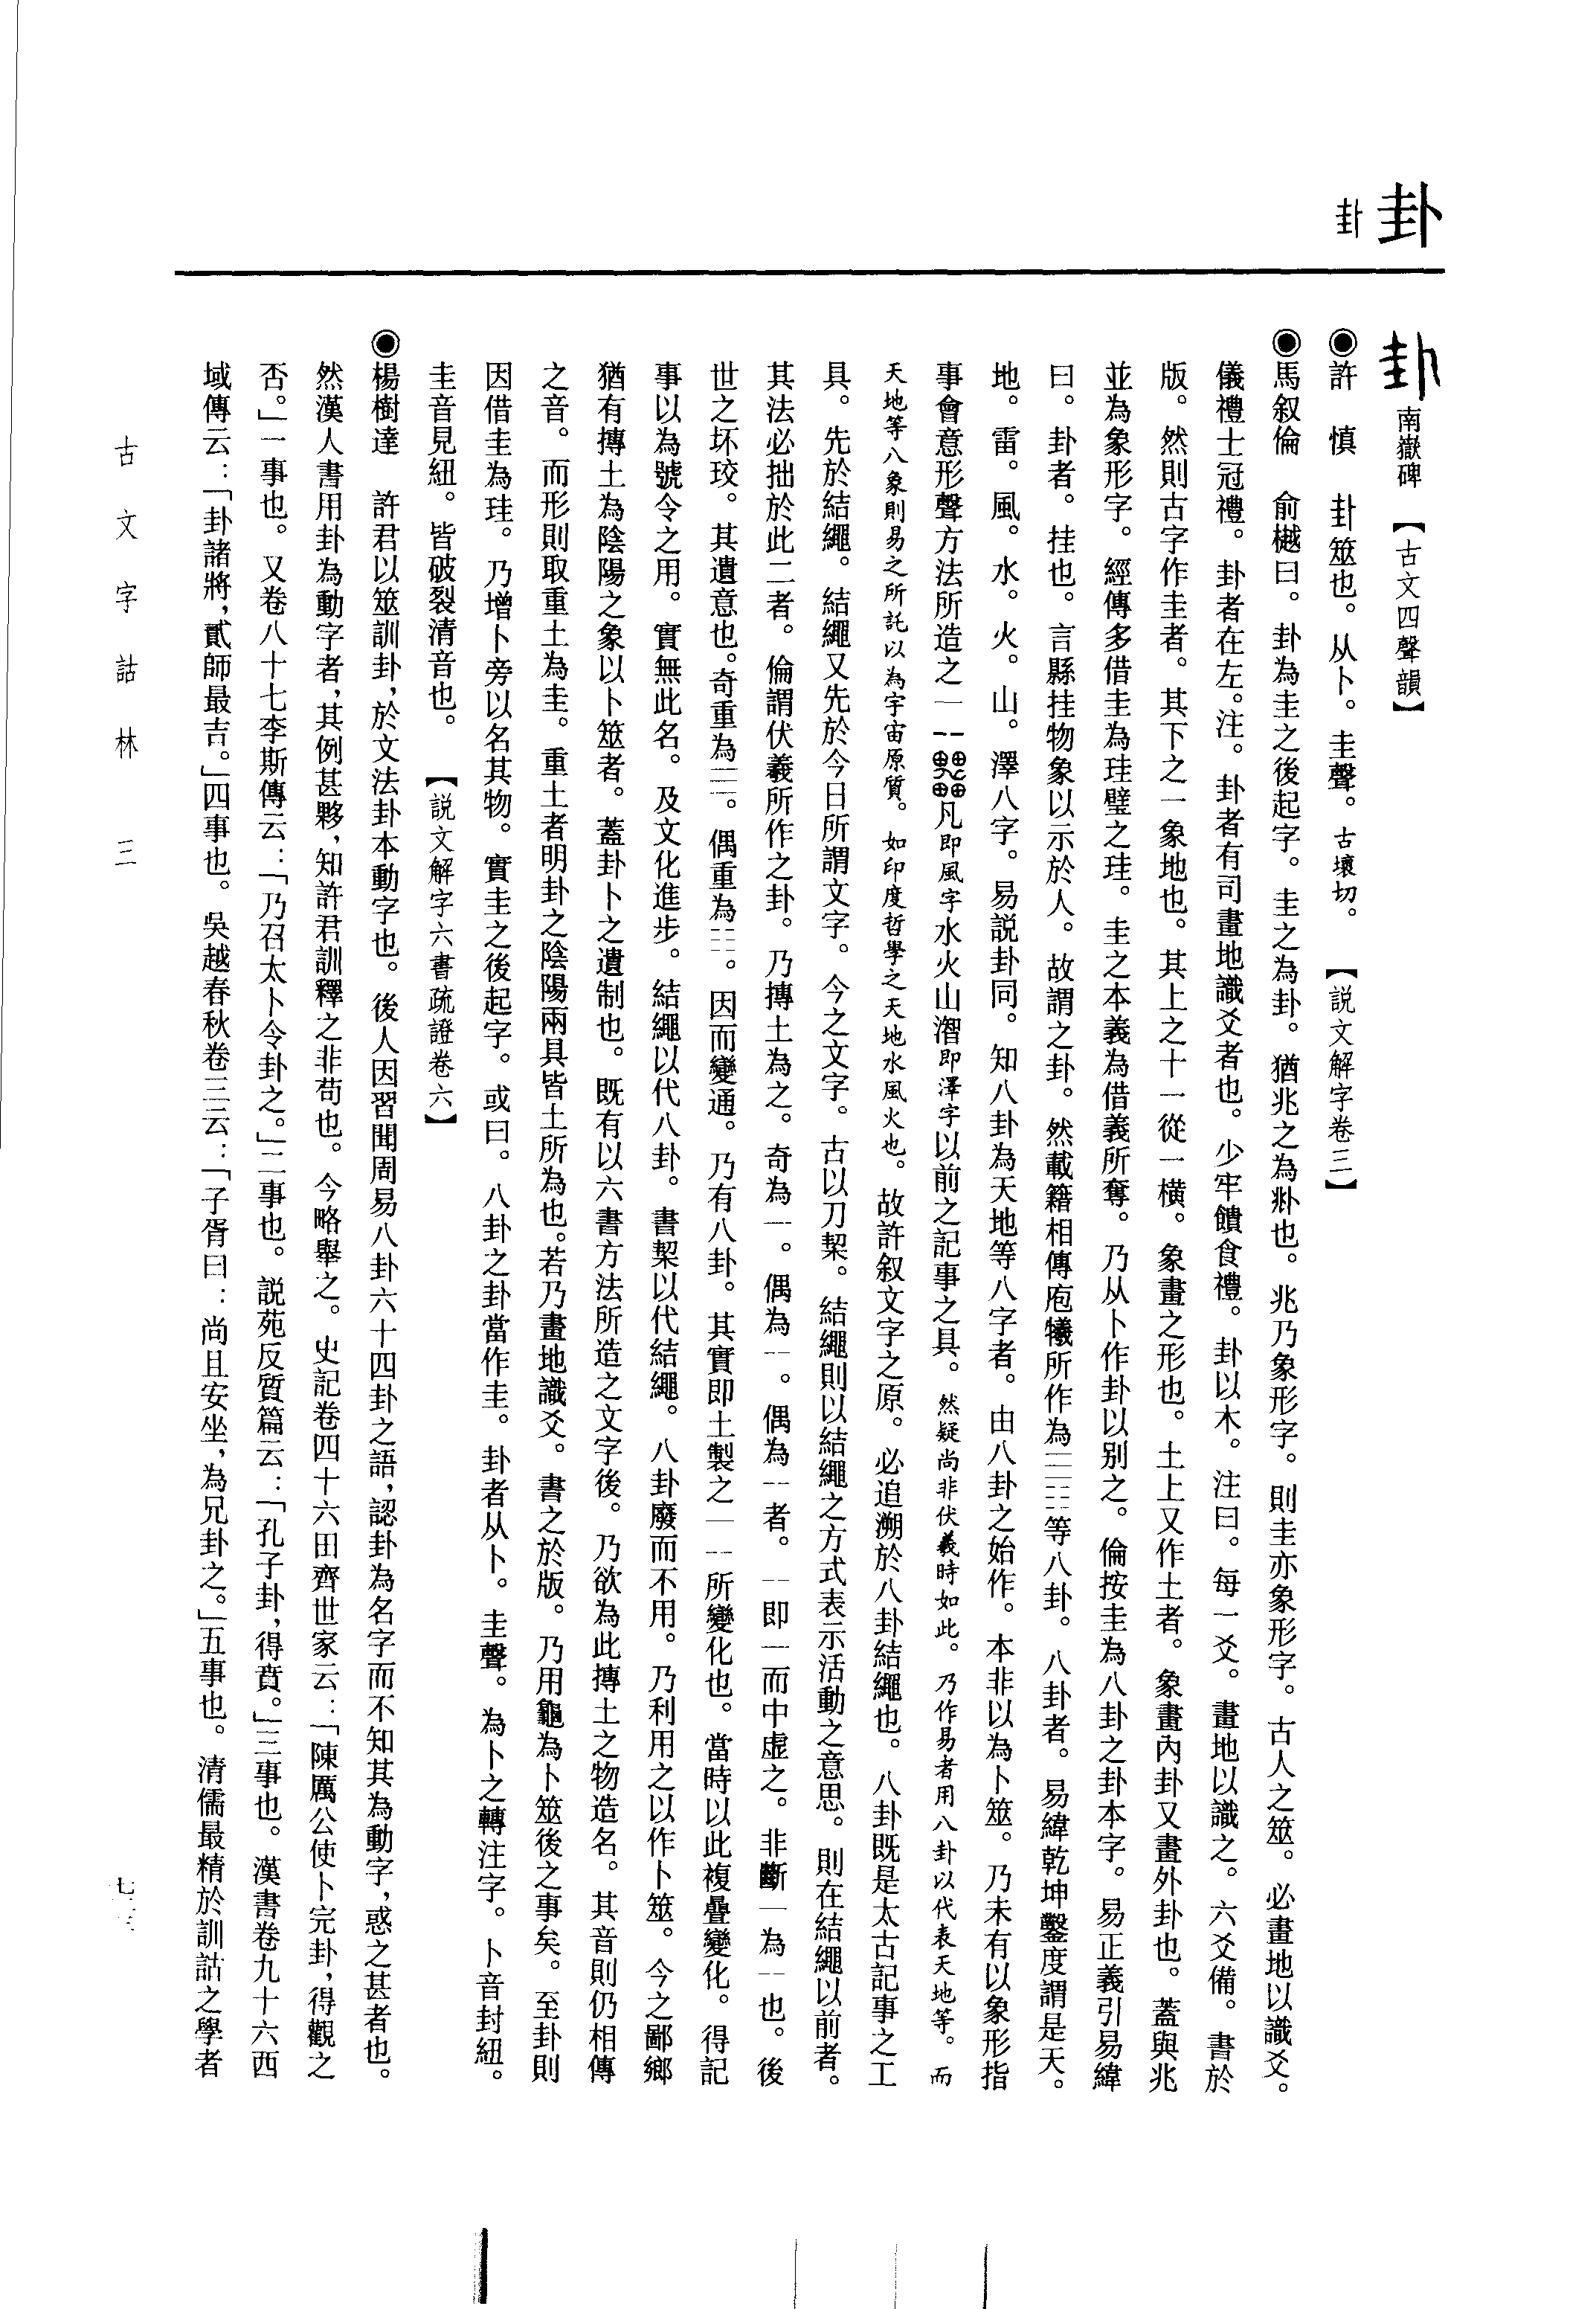 卦
卦
卦 南嶽碑 【古文四聲韻】
◉許　慎　卦筮也。从卜。圭聲。古壞切。　【説文解字卷三】
◉馬叙倫　俞樾曰。卦為圭之後起字。圭之為卦。猶兆之為𠧞也。兆乃象形字。則圭亦象形字。古人之筮。必畫地以識爻。
儀禮士冠禮。卦者在左。注。卦者有司畫地識爻者也。少牢饋食禮。卦以木。注曰。每一爻。畫地以識之。六爻備。書於
版。然則古字作圭者。其下之一象地也。其上之十一從一橫。象畫之形也。土上又作土者。象畫內卦又畫外卦也。蓋與兆
並為象形字。經傳多借圭為珪璧之珪。圭之本義為借義所奪。乃从卜作卦以别之。倫按圭為八卦之卦本字。易正義引易緯
曰。卦者。挂也。言縣挂物象以示於人。故謂之卦。然載籍相傳庖犧所作為☰☷等八卦。八卦者。易緯乾坤鑿度謂是天。
地。雷。風。水。火。山。澤八字。易説卦同。知八卦為天地等八字者。由八卦之始作。本非以為卜筮。乃未有以象形指
事會意形聲方法所造之一凡即風字水火山湝即澤字以前之記事之具。然疑尚非伏羲時如此。乃作易者用八卦以代表天地等。而
天地等八象則易之所託以為宇宙原質。如印度哲學之天地水風火也。故許叙文字之原。必追溯於八卦結繩也。八卦既是太古記事之工
具。先於結繩。結繩又先於今日所謂文字。今之文字。古以刀栔。結繩則以結繩之方式表示活動之意思。則在結繩以前者。
其法必拙於此二者。倫謂伏羲所作之卦。乃摶土為之。奇為⚊。偶為⚋。偶為⚋者。⚋即⚊而中虚之。非斷⚊為⚋也。後
世之坏珓。其遺意也。奇重為☰。偶重為☷。因而變通。乃有八卦。其實即土製之⚊⚋所變化也。當時以此複疊變化。得記
事以為號令之用。實無此名。及文化進步。結繩以代八卦。書栔以代結繩。八卦廢而不用。乃利用之以作卜筮。今之鄙鄉
猶有摶土為陰陽之象以卜筮者。蓋卦卜之遺制也。既有以六書方法所造之文字後。乃欲為此摶土之物造名。其音則仍相傳
之音。而形則取重土為圭。重土者明卦之陰陽兩具皆土所為也。若乃畫地識爻。書之於版。乃用龜為卜筮後之事矣。至卦則
因借圭為珪。乃增卜旁以名其物。實圭之後起字。或曰。八卦之卦當作圭。卦者从卜。圭聲。為卜之轉注字。卜音封紐。
圭音見紐。皆破裂清音也。　【説文解字六書疏證卷六】
◉楊樹達　許君以筮訓卦，於文法卦本動字也。後人因習聞周易八卦六十四卦之語，認卦為名字而不知其為動字，惑之甚者也。
然漢人書用卦為動字者，其例甚夥，知許君訓釋之非苟也。今略舉之。史記卷四十六田齊世家云：「陳厲公使卜完卦，得觀之
否。」一事也。又卷八十七李斯傳云：「乃召太卜令卦之。」二事也。説苑反質篇云：「孔子卦，得賁。」三事也。漢書卷九十六西
域傳云：「卦諸將，貳師最吉。」四事也。吳越春秋卷三云：「子胥曰：尚且安坐，為兄卦之。」五事也。清儒最精於訓詁之學者
古文字詁林　三